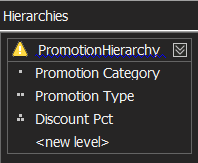 Hierarchies
PromotionHierarchy
Promotion Category
Promotion Type
Discount Pct
<new level>